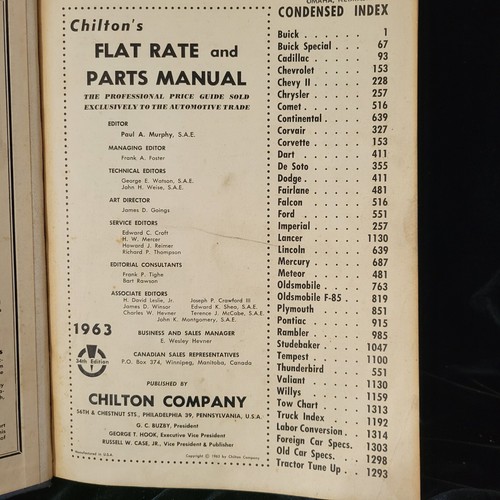 Chilton's
FLAT RATE and
PARTS MANUAL
THE PROFESSIONAL PRICE GUIDE SOLD
EXCLUSIVELY TO THE AUTOMOTIVE TRADE
EDITOR
Paul A. Murphy, S.A.E.
MANAGING EDITOR
Frank A. Foster
TECHNICAL EDITORS
George E. Watson, S.A.E.
John H. Weise, S.A.E.
ART DIRECTOR
James D. Goings
SERVICE EDITORS
Edward C. Croft
H. W. Mercer
Howard J. Reimer
Richard P. Thompson
EDITORIAL CONSULTANTS
Frank P. Tighe
Bart Rawson
ASSOCIATE EDITORS
H. David Leslie, Jr. Joseph P. Crawford III
James D. Winsor Edward K. Shea, S.A.E.
Charles W. Hevner Terence J. McCabe, S.A.E.
John K. Montgomery, S.A.E.
1963
34th Edition
BUSINESS AND SALES MANAGER
E. Wesley Hevner
CANADIAN SALES REPRESENTATIVES
P.O. Box 374, Winnipeg, Manitoba, Canada
PUBLISHED BY
CHILTON COMPANY
56TH & CHESTNUT STS., PHILADELPHIA 39, PENNSYLVANIA, U.S.A.
G. C. BUZBY, President
GEORGE T. HOOK, Executive Vice President
RUSSELL W. CASE, JR., Vice President & Publisher
Manufactured in U.S.A. Copyright © 1963 by Chilton Company
CONDENSED INDEX
Buick . . . . . . 1
Buick Special . . . . 67
Cadillac . . . . . 93
Chevrolet . . . . . 153
Chevy II . . . . . 228
Chrysler . . . . . 257
Comet . . . . . . 516
Continental . . . . 639
Corvair . . . . . 327
Corvette . . . . . 153
Dart . . . . . . 411
De Soto . . . . . 355
Dodge . . . . . . 411
Fairlane . . . . . 481
Falcon . . . . . 516
Ford . . . . . . 551
Imperial . . . . . 257
Lancer . . . . . 1130
Lincoln . . . . . 639
Mercury . . . . . 687
Meteor . . . . . 481
Oldsmobile . . . . 763
Oldsmobile F-85 . . . 819
Plymouth . . . . . 851
Pontiac . . . . . 915
Rambler . . . . . 985
Studebaker . . . . 1047
Tempest . . . . . 1100
Thunderbird . . . . 551
Valiant . . . . . 1130
Willys . . . . . 1159
Tow Chart . . . . 1313
Truck Index . . . . 1192
Labor Conversion . . 1314
Foreign Car Specs. . 1303
Old Car Specs. . . 1298
Tractor Tune Up . . 1293